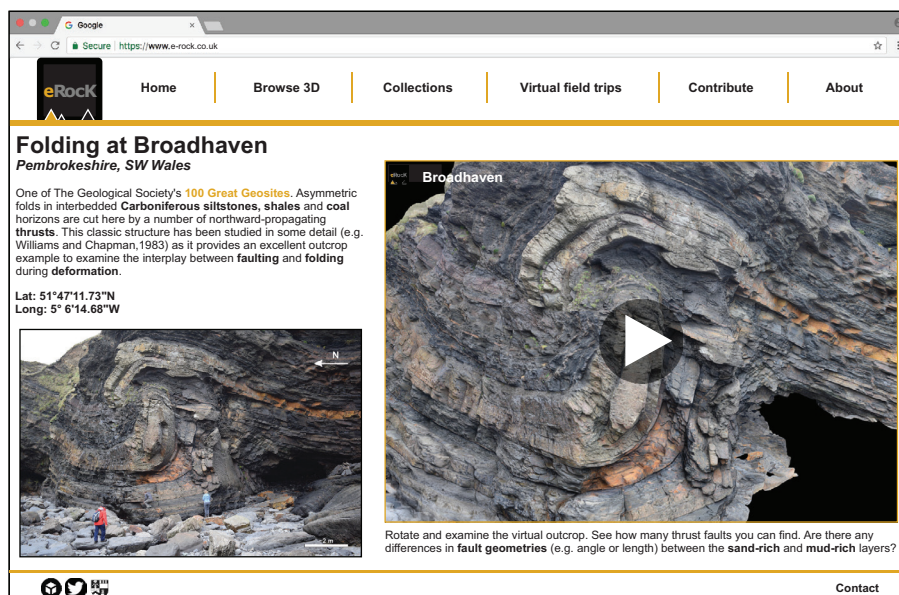 Google
Secure https://www.e-rock.co.uk
eRocK
Home Browse 3D Collections Virtual field trips Contribute About
Folding at Broadhaven
Pembrokeshire, SW Wales
One of The Geological Society's 100 Great Geosites. Asymmetric
folds in interbedded Carboniferous siltstones, shales and coal
horizons are cut here by a number of northward-propagating
thrusts. This classic structure has been studied in some detail (e.g.
Williams and Chapman,1983) as it provides an excellent outcrop
example to examine the interplay between faulting and folding
during deformation.
Lat: 51°47'11.73"N
Long: 5° 6'14.68"W
N
2 m
eRocK
Broadhaven
Rotate and examine the virtual outcrop. See how many thrust faults you can find. Are there any
differences in fault geometries (e.g. angle or length) between the sand-rich and mud-rich layers?
Contact